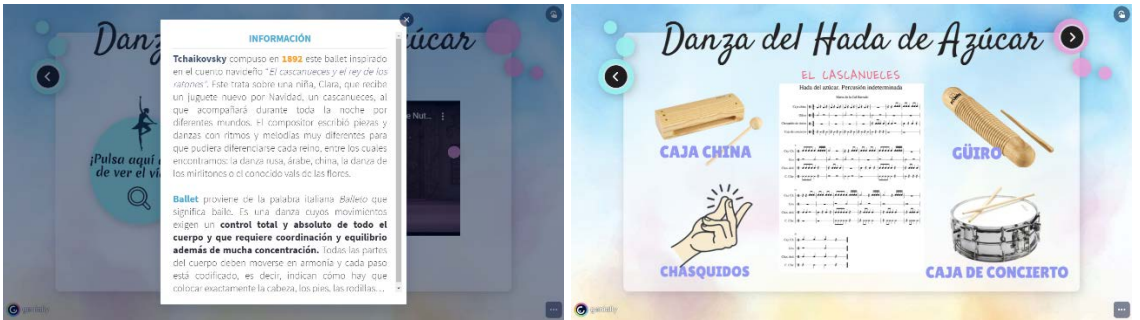 Danz
úcar
INFORMACIÓN
Tchaikovsky compuso en 1892 este ballet inspirado
en el cuento navideño "El cascanueces y el rey de los
ratones". Este trata sobre una niña, Clara, que recibe
un juguete nuevo por Navidad, un cascanueces, al
que acompañará durante toda la noche por
diferentes mundos. El compositor escribió piezas y
danzas con ritmos y melodías muy diferentes para
que pudiera diferenciarse cada reino, entre los cuales
encontramos: la danza rusa, árabe, china, la danza de
los mirlitones o el conocido vals de las flores.
Ballet proviene de la palabra italiana Balleto que
significa baile. Es una danza cuyos movimientos
exigen un control total y absoluto de todo el
cuerpo y que requiere coordinación y equilibrio
además de mucha concentración. Todas las partes
del cuerpo deben moverse en armonía y cada paso
está codificado, es decir, indican cómo hay que
colocar exactamente la cabeza, los pies, las rodillas...
¡Pulsa aquí
de ver el ví
e Nut...
genially
Danza del Hada de Azúcar
EL CASCANUECES
Hada del azúcar. Percusión indeterminada
CAJA CHINA
GÜIRO
CHASQUIDOS
CAJA DE CONCIERTO
genially